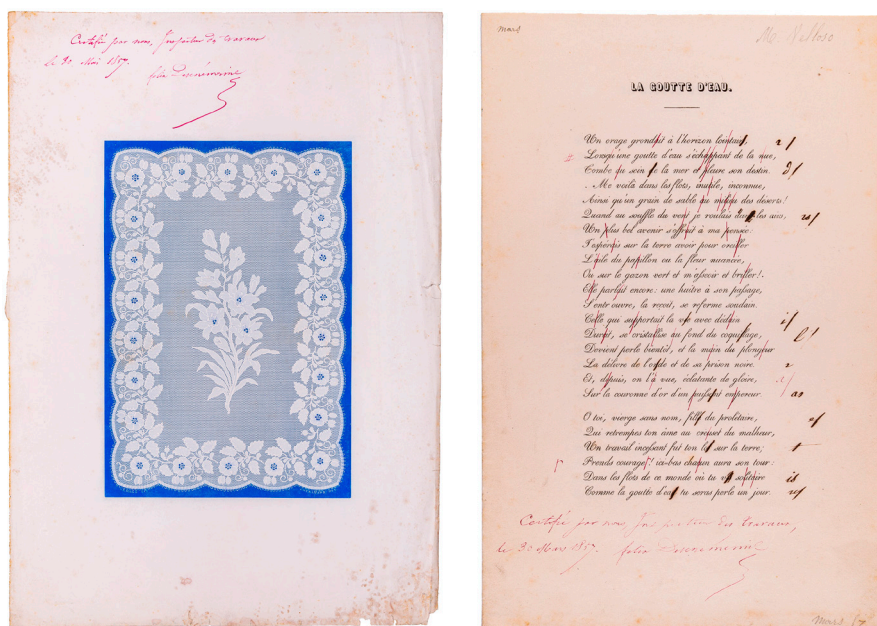 Certifié par nous, Inspecteur des travaux
le 30 Mai 1857.
mars
M. Velloso
LA GOUTTE D'EAU.
Un orage grondait à l'horizon lointain,
Lorsqu'une goutte d'eau s'échappant de la nue,
Tombe au sein de la mer et pleure son destin.
. Me voilà dans les flots, inutile, inconnue,
Ainsi qu'un grain de sable au milieu des déserts!
Quand au souffle du vent je roulais dans les airs,
Un plus bel avenir s'offrait à ma pensée:
J'espérais sur la terre avoir pour oreiller
L'aile du papillon ou la fleur nuancée,
Ou sur le gazon vert et m'asseoir et briller!.
Elle parlait encore: une huître à son passage,
S'entr'ouvre, la reçoit, se referme soudain.
Celle qui supportait la vie avec dédain
Durcit, se cristallise au fond du coquillage,
Devient perle bientôt, et la main du plongeur
La délivre de l'onde et de sa prison noire.
Et, depuis, on l'a vue, éclatante de gloire,
Sur la couronne d'or d'un puissant empereur.
O toi, vierge sans nom, fille du prolétaire,
Qui retrempes ton âme au creuset du malheur,
Un travail incessant fut ton lot sur la terre;
Prends courage! ici-bas chacun aura son tour:
Dans les flots de ce monde où tu vis solitaire
Comme la goutte d'eau tu seras perle un jour.
Certifié par nous, Inspecteur des travaux,
le 30 Mars 1857.